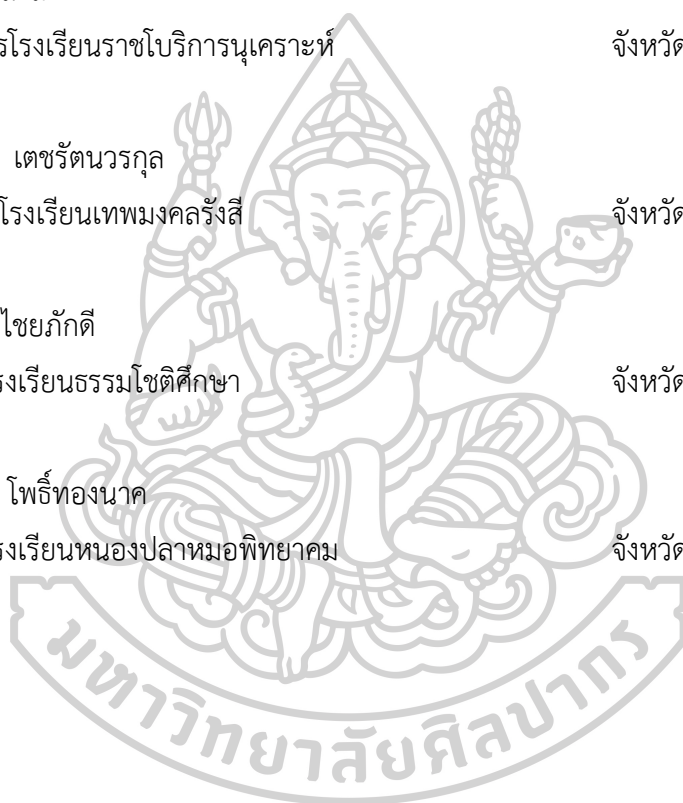 รโรงเรียนราชโบริการนุเคราะห์ จังหวัด
เตชรัตนวรกุล
โรงเรียนเทพมงคลรังสี จังหวัด
ไชยภักดี
รงเรียนธรรมโชติศึกษา จังหวัด
โพธิ์ทองนาค
รงเรียนหนองปลาหมอพิทยาคม จังหวัด
มหาวิทยาลัยศิลปากร